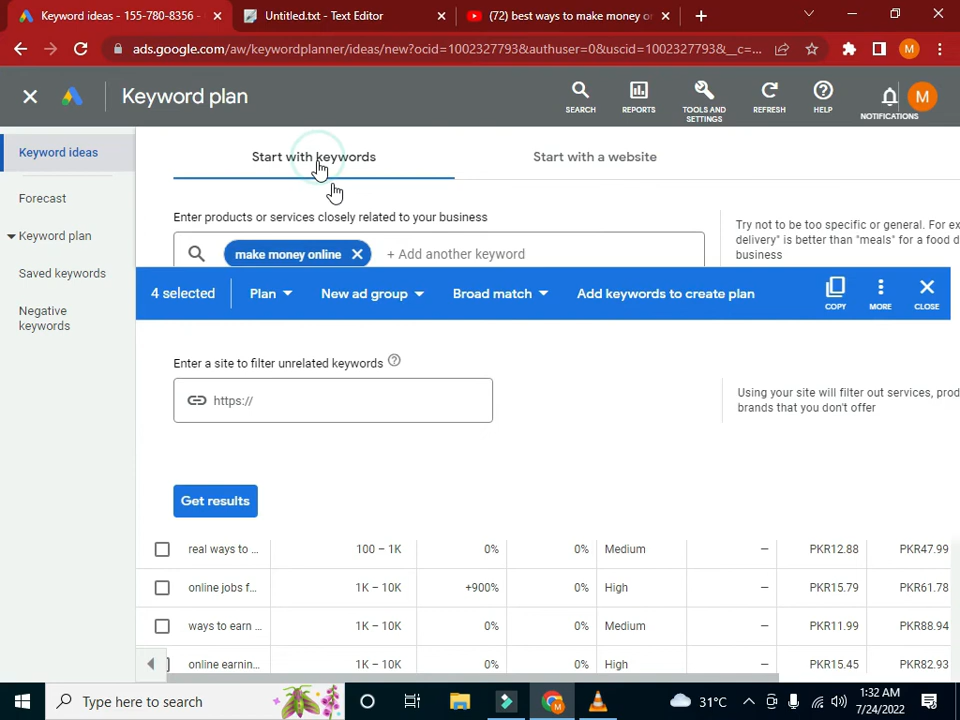 Keyword ideas - 155-780-8356 -
Untitled.txt - Text Editor
(72) best ways to make money o
ads.google.com/aw/keywordplanner/ideas/new?ocid=1002327793&authuser=0&uscid=1002327793&__c=...
M
Keyword plan
SEARCH
REPORTS
TOOLS AND SETTINGS
REFRESH
HELP
NOTIFICATIONS
M
Keyword ideas
Forecast
Keyword plan
Saved keywords
Negative
keywords
Start with keywords
Start with a website
Enter products or services closely related to your business
make money online
+ Add another keyword
Try not to be too specific or general. For ex
delivery" is better than "meals" for a food d
business
4 selected
Plan
New ad group
Broad match
Add keywords to create plan
COPY
MORE
CLOSE
Enter a site to filter unrelated keywords
https://
Using your site will filter out services, prod
brands that you don't offer
Get results
real ways to ... 100 – 1K 0% 0% Medium – PKR12.88 PKR47.99
online jobs f... 1K – 10K +900% 0% High – PKR15.79 PKR61.78
ways to earn ... 1K – 10K 0% 0% Medium – PKR11.99 PKR88.94
online earnin... 1K – 10K 0% 0% High – PKR15.45 PKR82.93
Type here to search
31°C
1:32 AM
7/24/2022